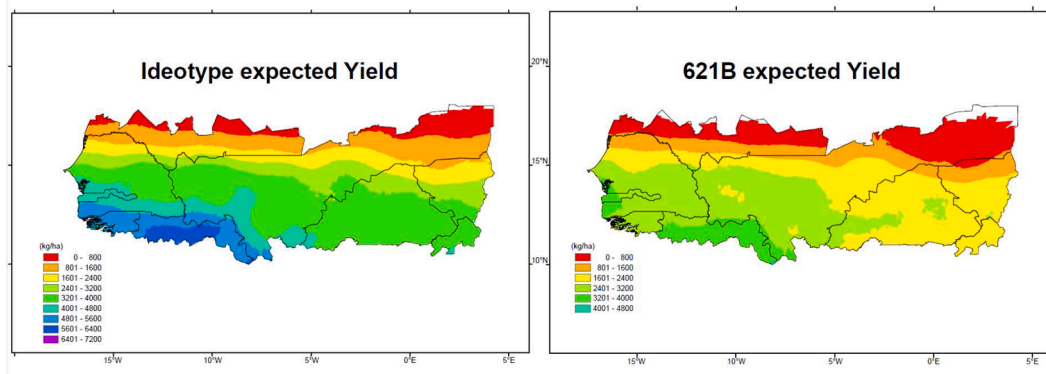 Ideotype expected Yield
20°N
15°N
10°N
(kg/ha)
0 - 800
801 - 1600
1601 - 2400
2401 - 3200
3201 - 4000
4001 - 4800
4801 - 5600
5601 - 6400
6401 - 7200
15°W
10°W
5°W
0°E
5°E
621B expected Yield
(kg/ha)
0 - 800
801 - 1600
1601 - 2400
2401 - 3200
3201 - 4000
4001 - 4800
15°W
10°W
5°W
0°E
5°E